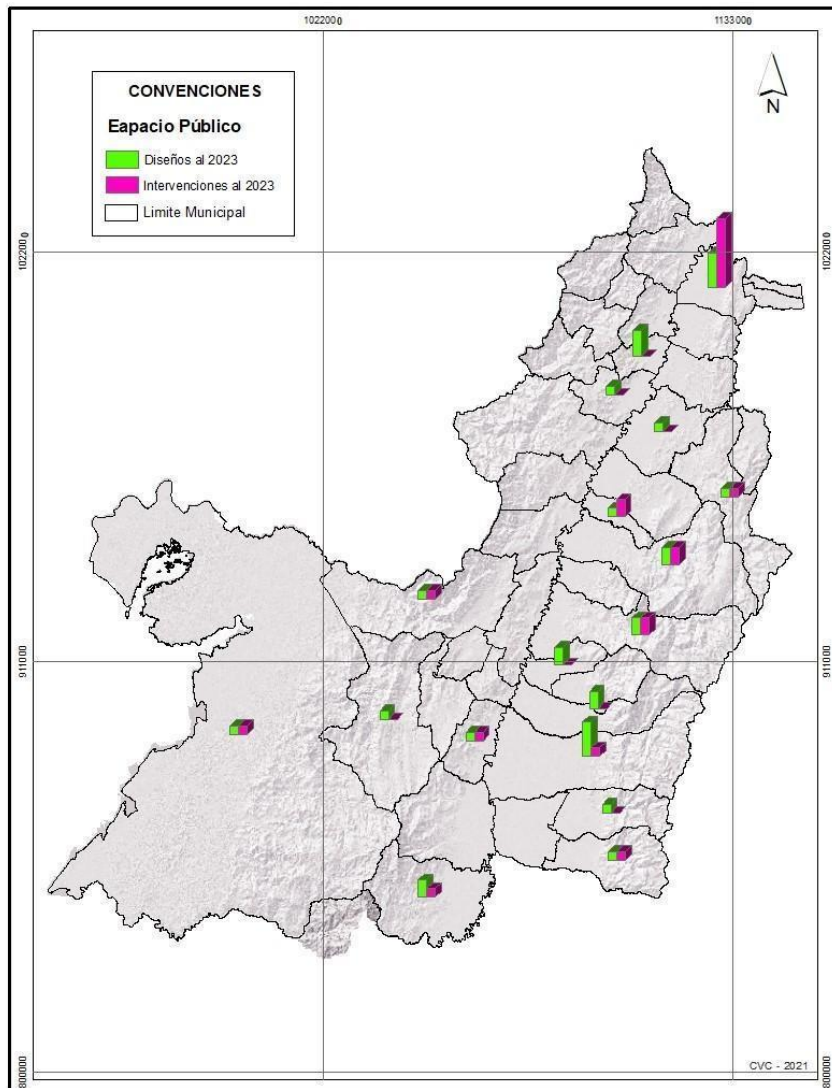 1022000
1133000
CONVENCIONES
Eapacio Público
Diseños al 2023
Intervenciones al 2023
Limite Municipal
N
1022000
1022000
911000
911000
800000
800000
CVC - 2021